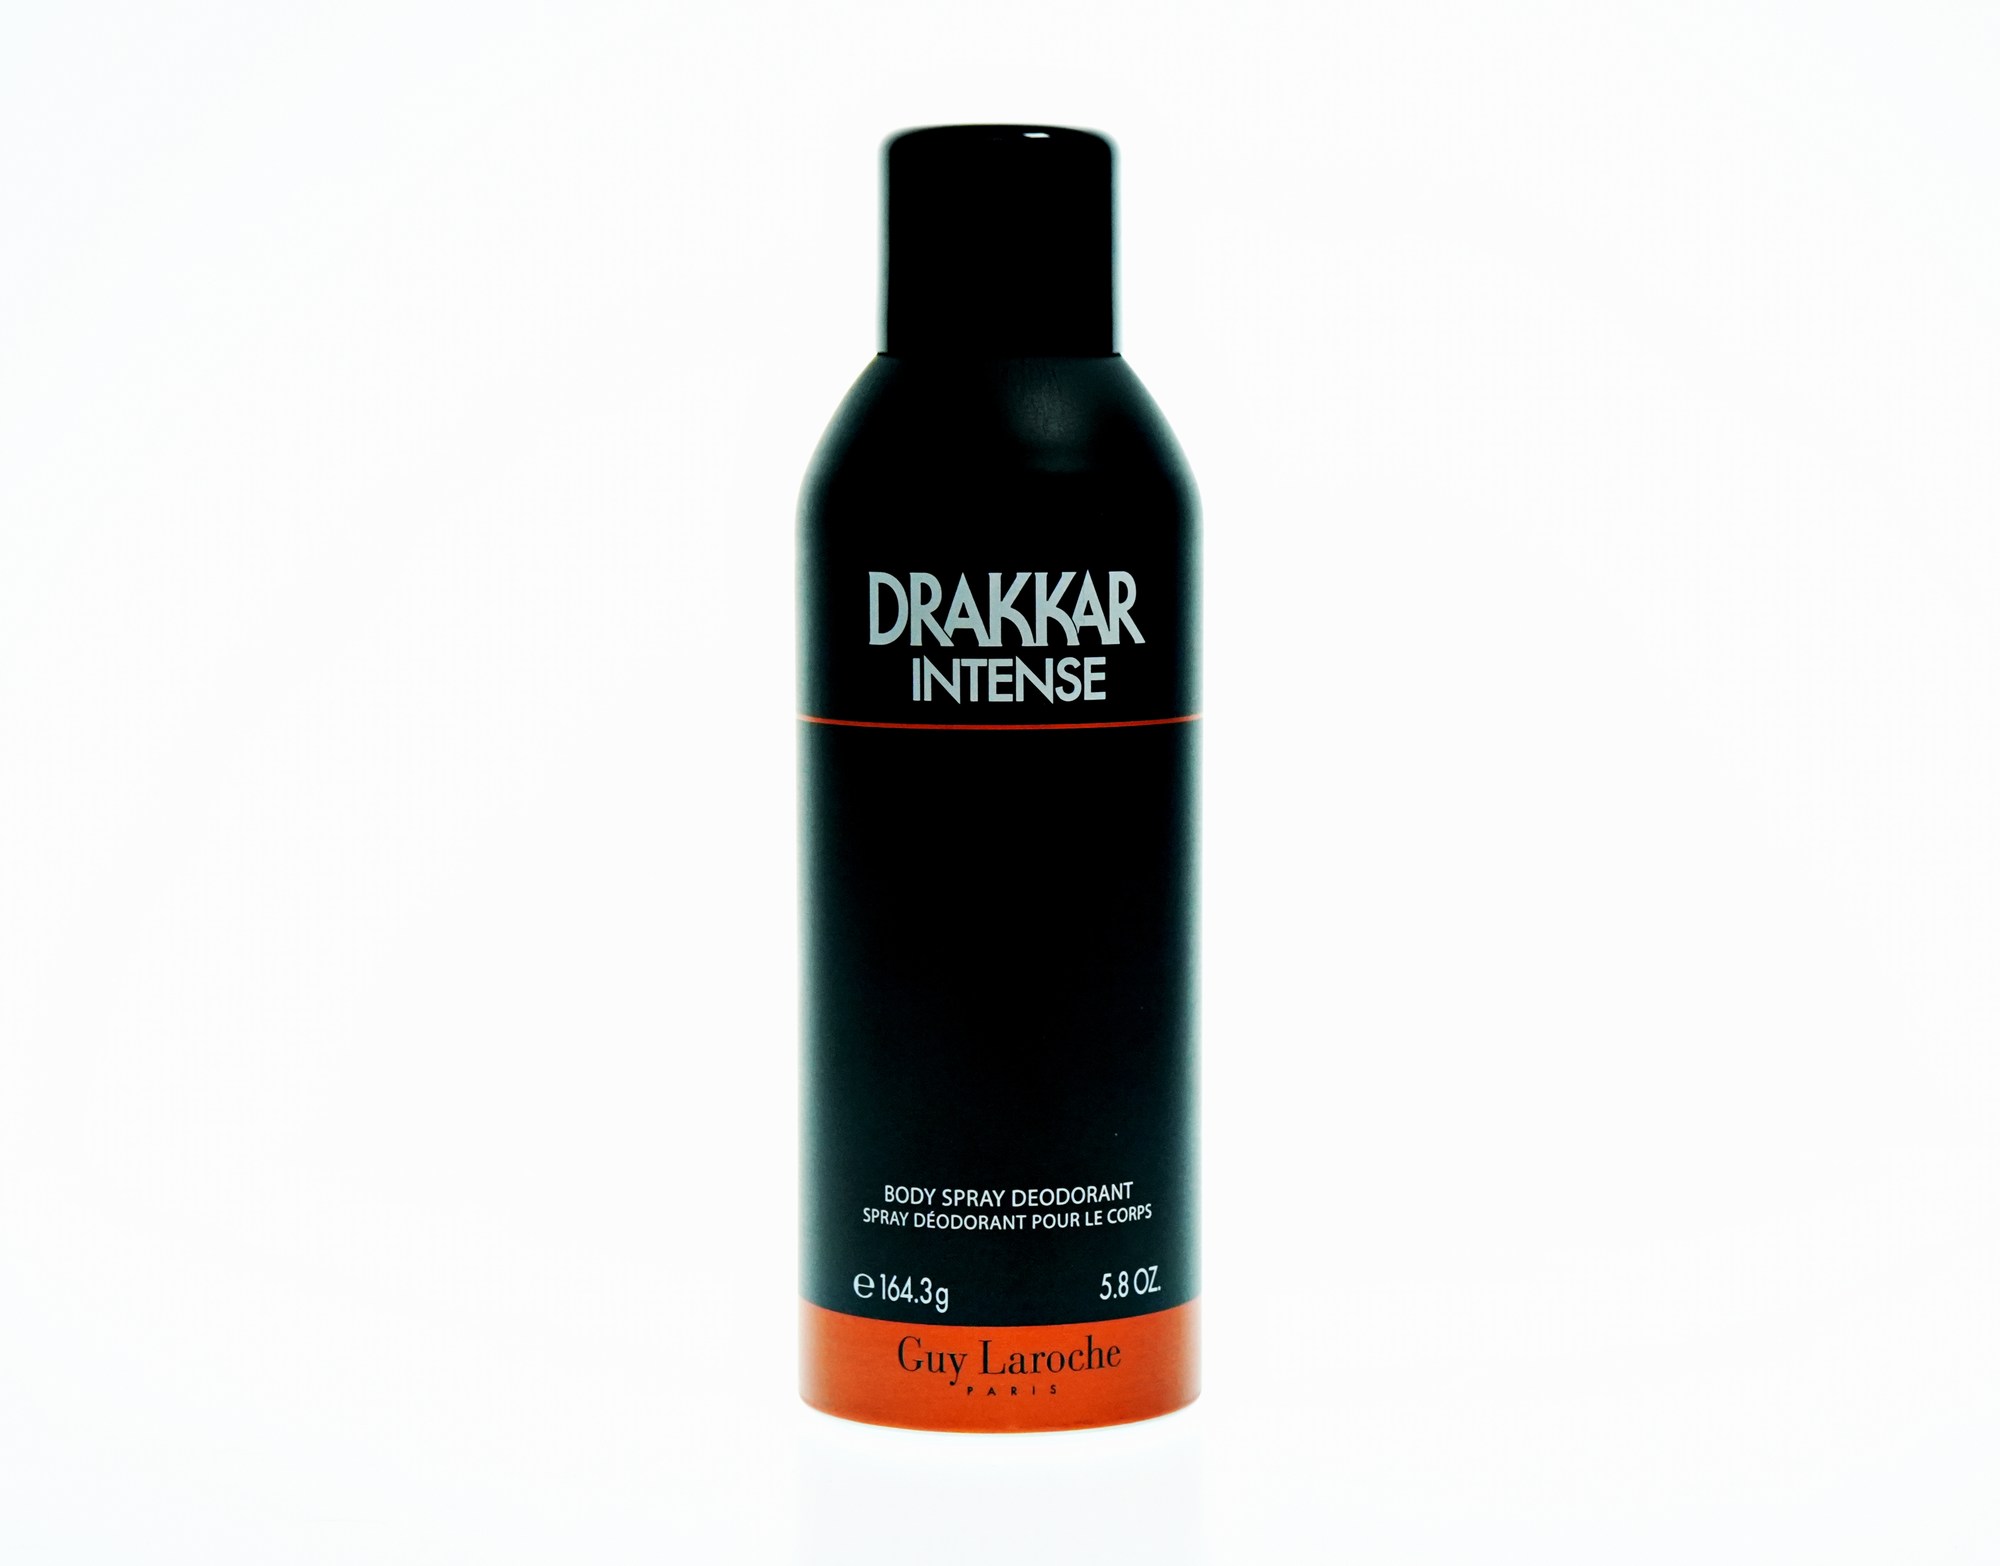 DRAKKAR
INTENSE
BODY SPRAY DEODORANT
SPRAY DÉODORANT POUR LE CORPS
℮ 164.3g 5.8 OZ.
Guy Laroche
PARIS